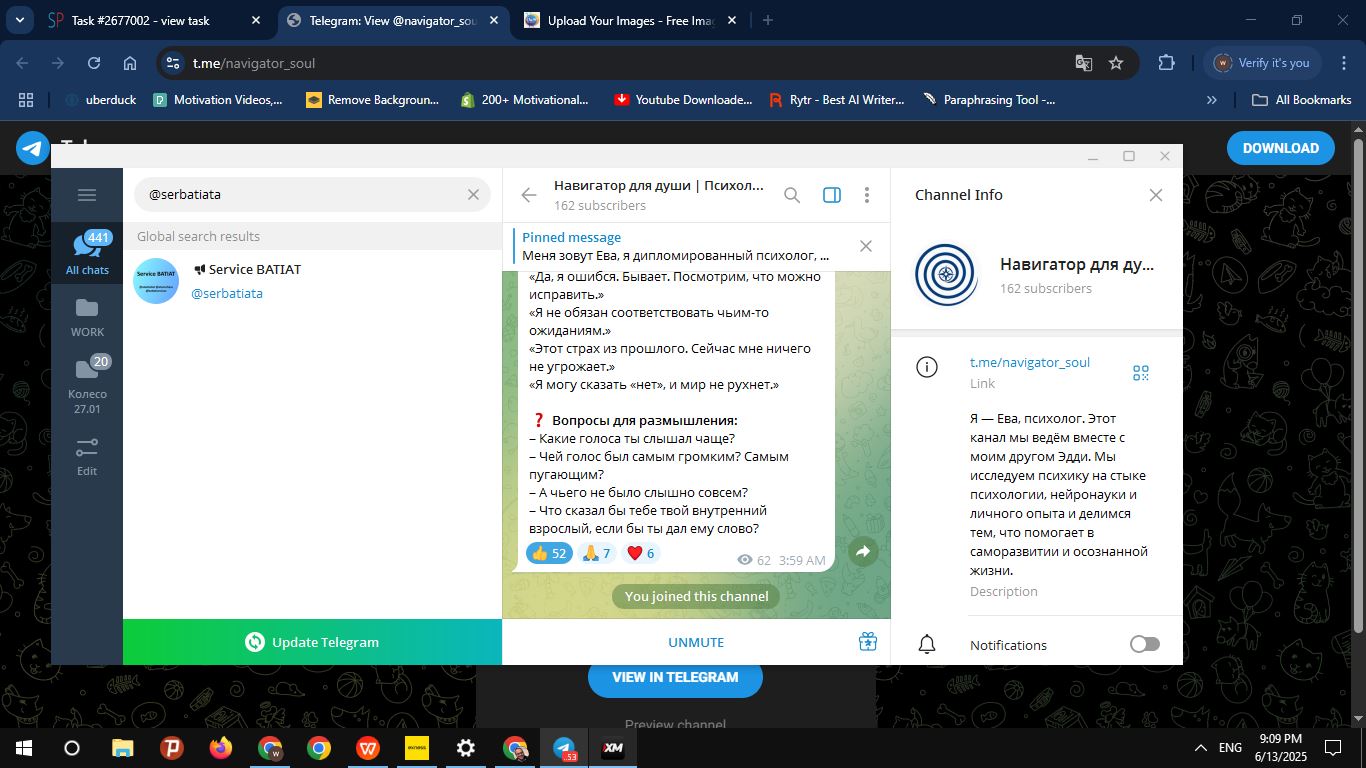 Task #2677002 - view task
Telegram: View @navigator_sou
Upload Your Images - Free Imag
t.me/navigator_soul
Verify it's you
uberduck
Motivation Videos,...
Remove Backgroun...
200+ Motivational...
Youtube Downloade...
Rytr - Best AI Writer...
Paraphrasing Tool -...
All Bookmarks
DOWNLOAD
@serbatiata
Global search results
Service BATIAT
@serbatiata
441
All chats
WORK
20
Колесо
27.01
Edit
Update Telegram
Навигатор для души | Психол...
162 subscribers
Pinned message
Меня зовут Ева, я дипломированный психолог, ...
«Да, я ошибся. Бывает. Посмотрим, что можно
исправить.»
«Я не обязан соответствовать чьим-то
ожиданиям.»
«Этот страх из прошлого. Сейчас мне ничего
не угрожает.»
«Я могу сказать «нет», и мир не рухнет.»
❓ Вопросы для размышления:
– Какие голоса ты слышал чаще?
– Чей голос был самым громким? Самым
пугающим?
– А чьего не было слышно совсем?
– Что сказал бы тебе твой внутренний
взрослый, если бы ты дал ему слово?
👍 52 🙏 7 ❤️ 6
62 3:59 AM
You joined this channel
UNMUTE
Channel Info
Навигатор для ду...
162 subscribers
t.me/navigator_soul
Link
Я — Ева, психолог. Этот
канал мы ведём вместе с
моим другом Эдди. Мы
исследуем психику на стыке
психологии, нейронауки и
личного опыта и делимся
тем, что помогает в
саморазвитии и осознанной
жизни.
Description
Notifications
VIEW IN TELEGRAM
Preview channel
exness
.53
XM
ENG
9:09 PM
6/13/2025